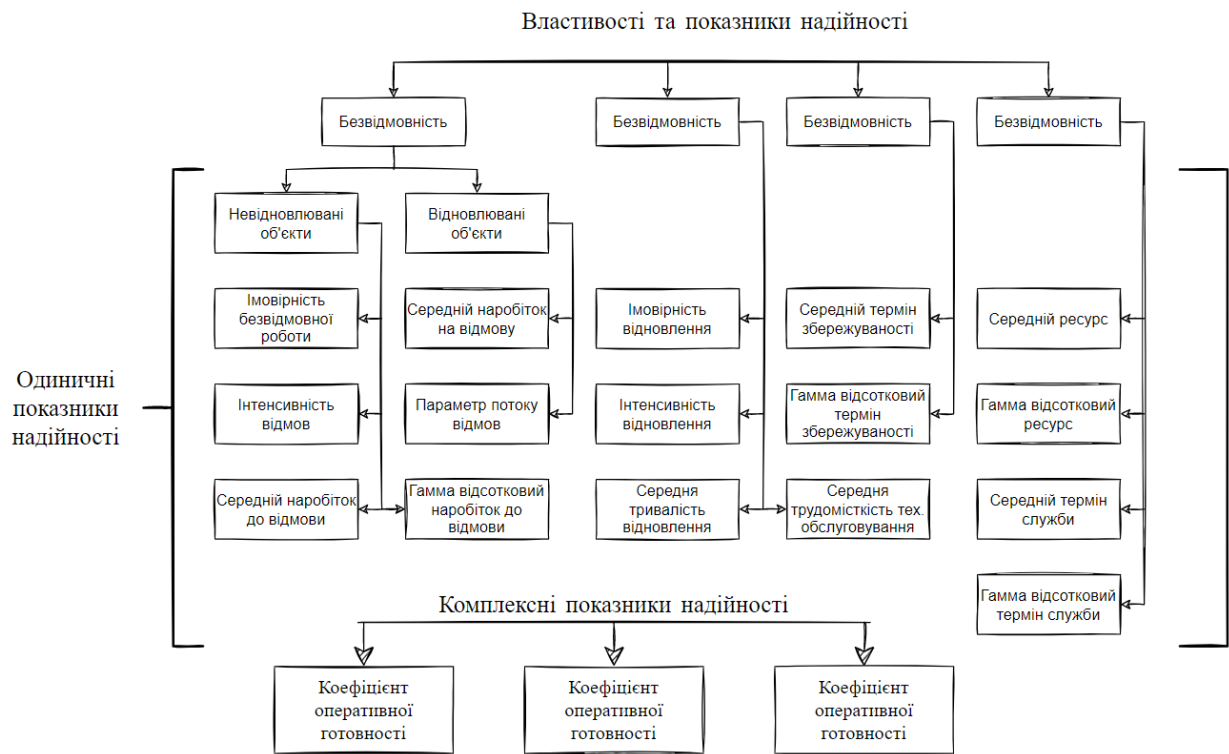 Властивості та показники надійності
Безвідмовність
Безвідмовність
Безвідмовність
Безвідмовність
Невідновлювані
об'єкти
Відновлювані
об'єкти
Імовірність
безвідмовної
роботи
Середній наробіток
на відмову
Імовірність
відновлення
Середній термін
збережуваності
Середній ресурс
Одиничні
показники
надійності
Інтенсивність
відмов
Параметр потоку
відмов
Інтенсивність
відновлення
Гамма відсотковий
термін
збережуваності
Гамма відсотковий
ресурс
Середній наробіток
до відмови
Гамма відсотковий
наробіток до
відмови
Середня
тривалість
відновлення
Середня
трудомісткість тех.
обслуговування
Середній термін
служби
Гамма відсотковий
термін служби
Комплексні показники надійності
Коефіцієнт
оперативної
готовності
Коефіцієнт
оперативної
готовності
Коефіцієнт
оперативної
готовності